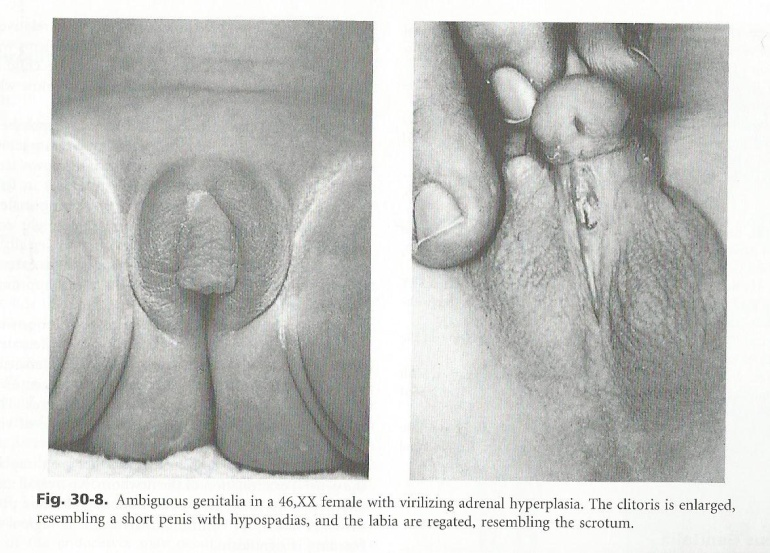 Fig. 30-8. Ambiguous genitalia in a 46,XX female with virilizing adrenal hyperplasia. The clitoris is enlarged,
resembling a short penis with hypospadias, and the labia are regated, resembling the scrotum.